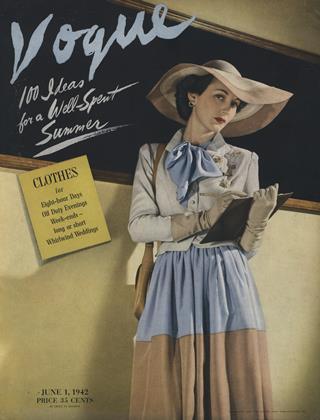 Vogue
100 Ideas
for a Well-Spent
Summer
CLOTHES
for
Eight-hour Days
Off Duty Evenings
Week-ends –
long or short
Whirlwind Weddings
JUNE 1, 1942
PRICE 35 CENTS